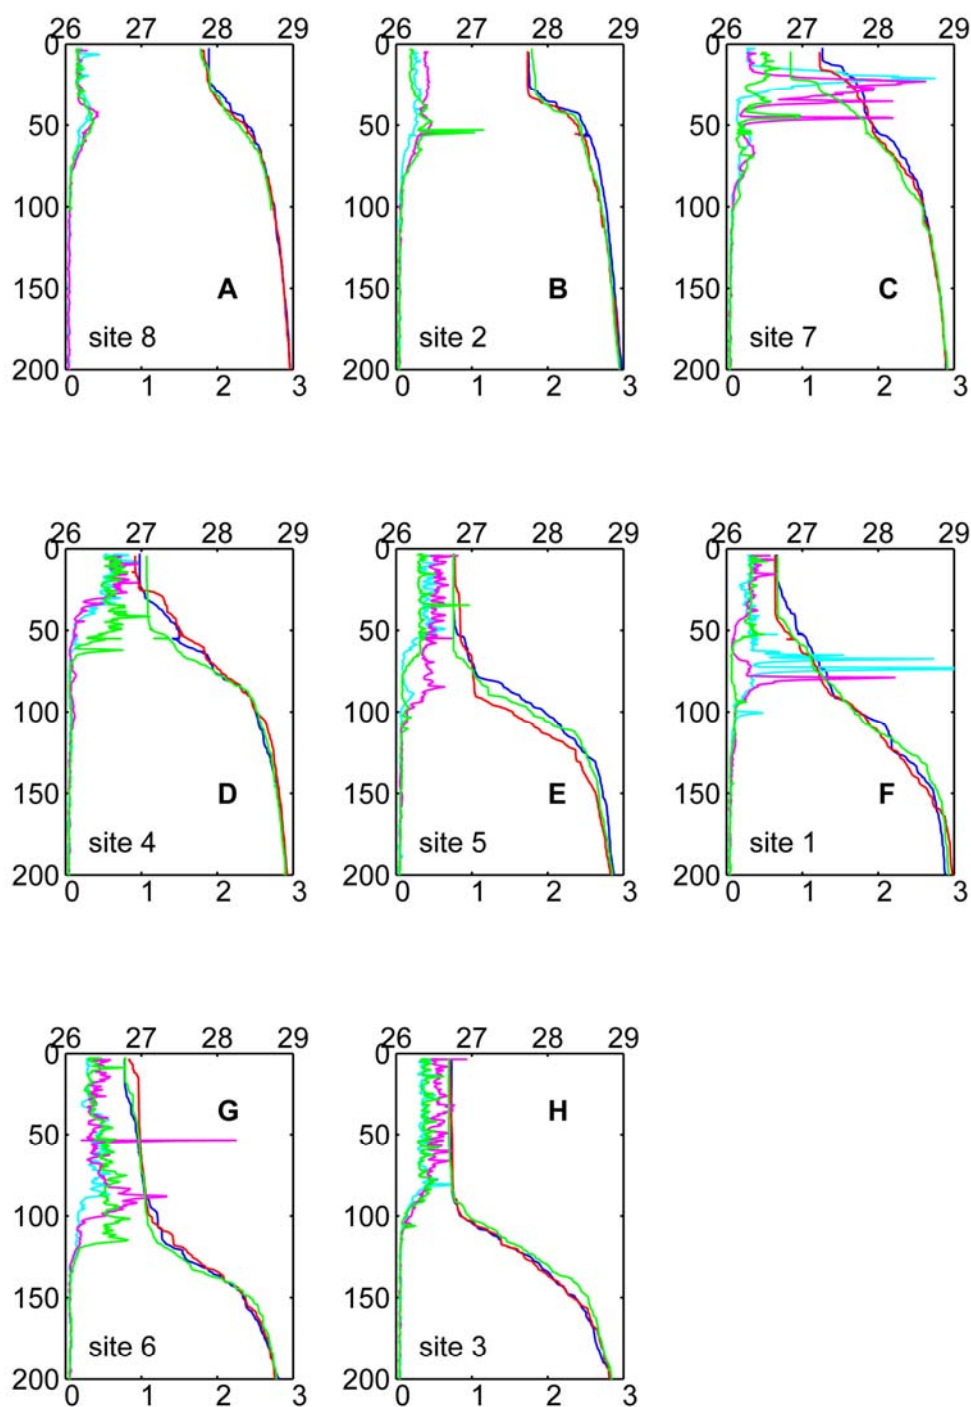 26 27 28 29 26 27 28 29 26 27 28 29
0 0 0
50 50 50
100 100 100
150 A 150 B 150 C
site 8 site 2 site 7
200 200 200
0 1 2 3 0 1 2 3 0 1 2 3
26 27 28 29 26 27 28 29 26 27 28 29
0 0 0
50 50 50
100 100 100
150 D 150 E 150 F
site 4 site 5 site 1
200 200 200
0 1 2 3 0 1 2 3 0 1 2 3
26 27 28 29 26 27 28 29
0 0
G H
50 50
100 100
150 150
site 6 site 3
200 200
0 1 2 3 0 1 2 3